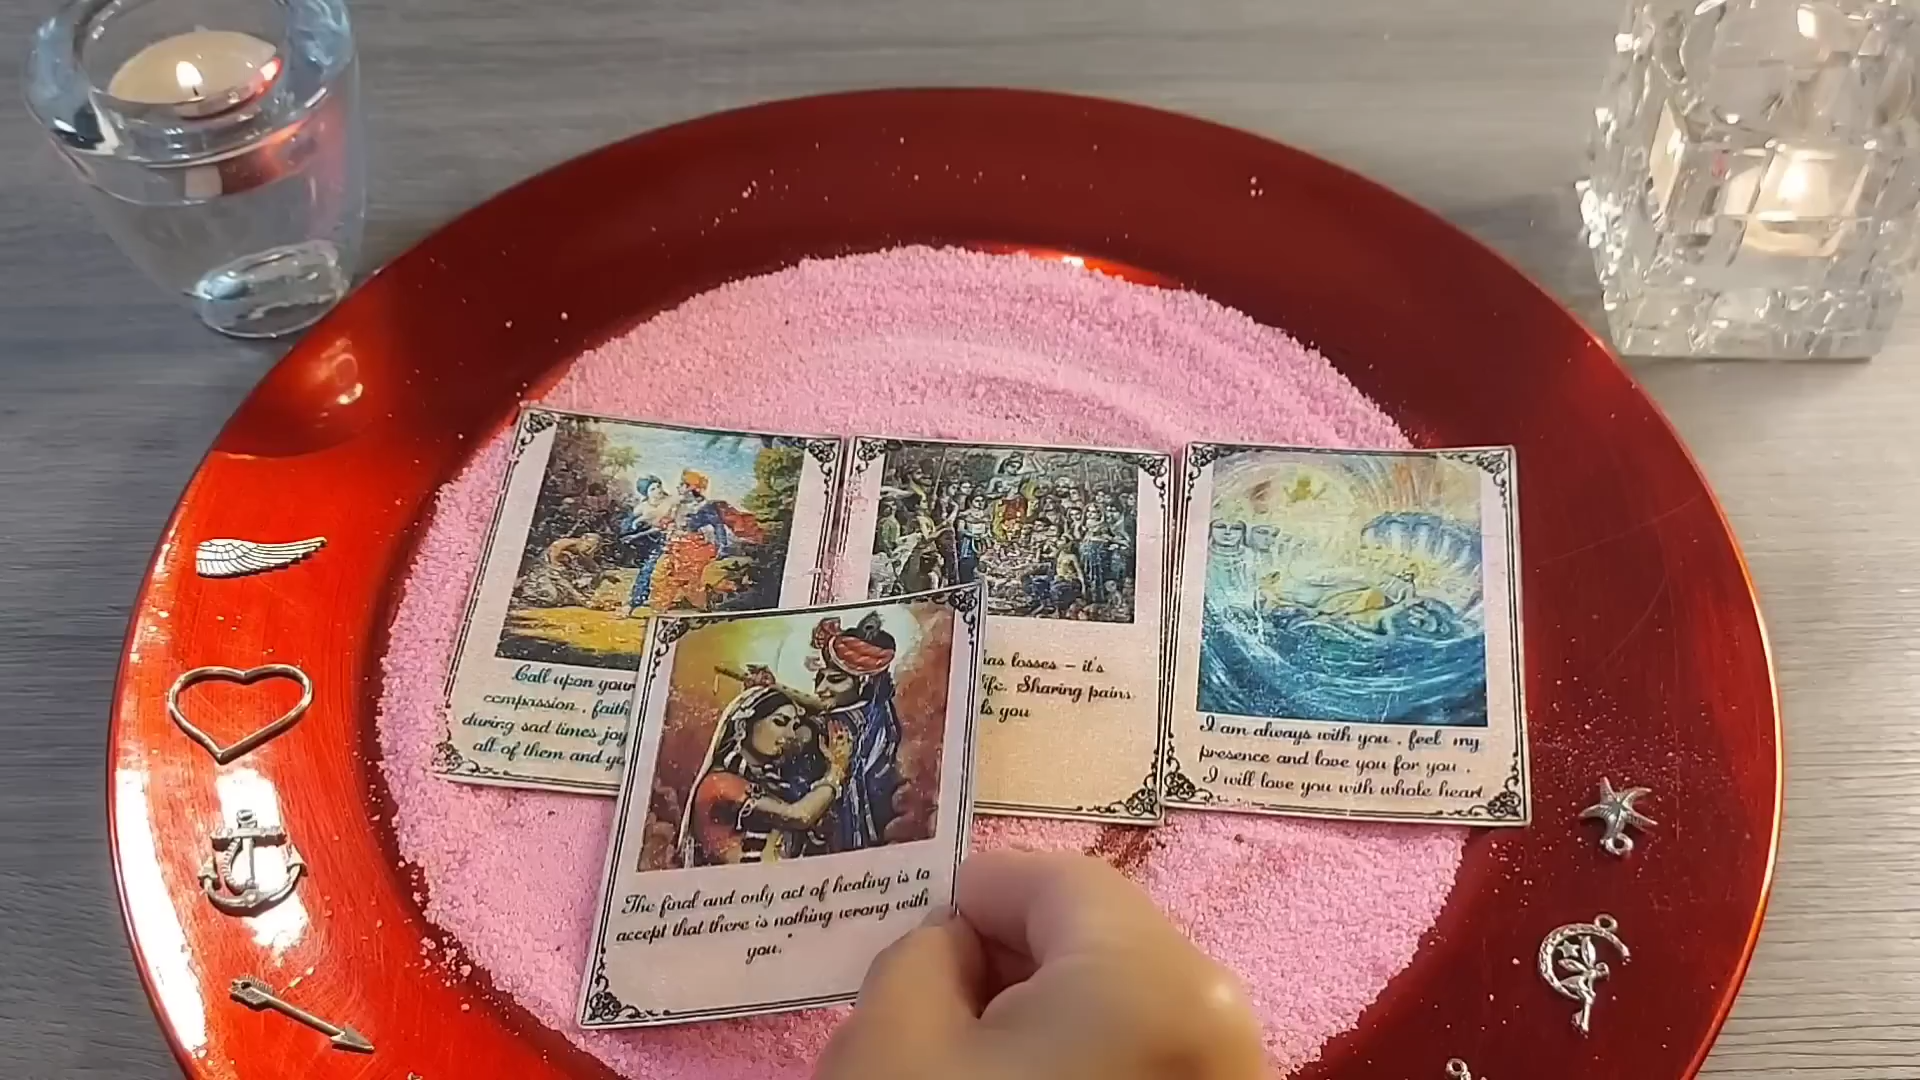 Call upon your
compassion, faith
during sad times joy
all of them and
has losses – it's
life. Sharing pains
you
I am always with you, feel my
presence and love you for you.
I will love you with whole heart
The final and only act of healing is to
accept that there is nothing wrong with
you."